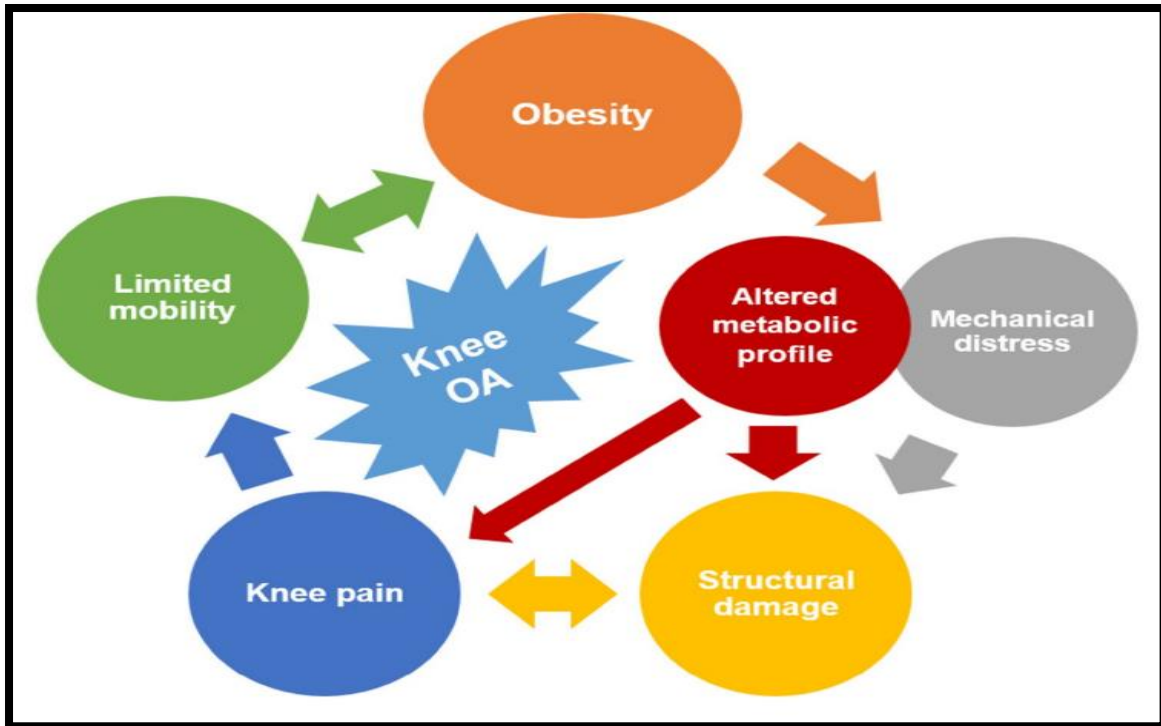 Obesity
Limited
mobility
Knee
OA
Altered
metabolic
profile
Mechanical
distress
Knee pain
Structural
damage